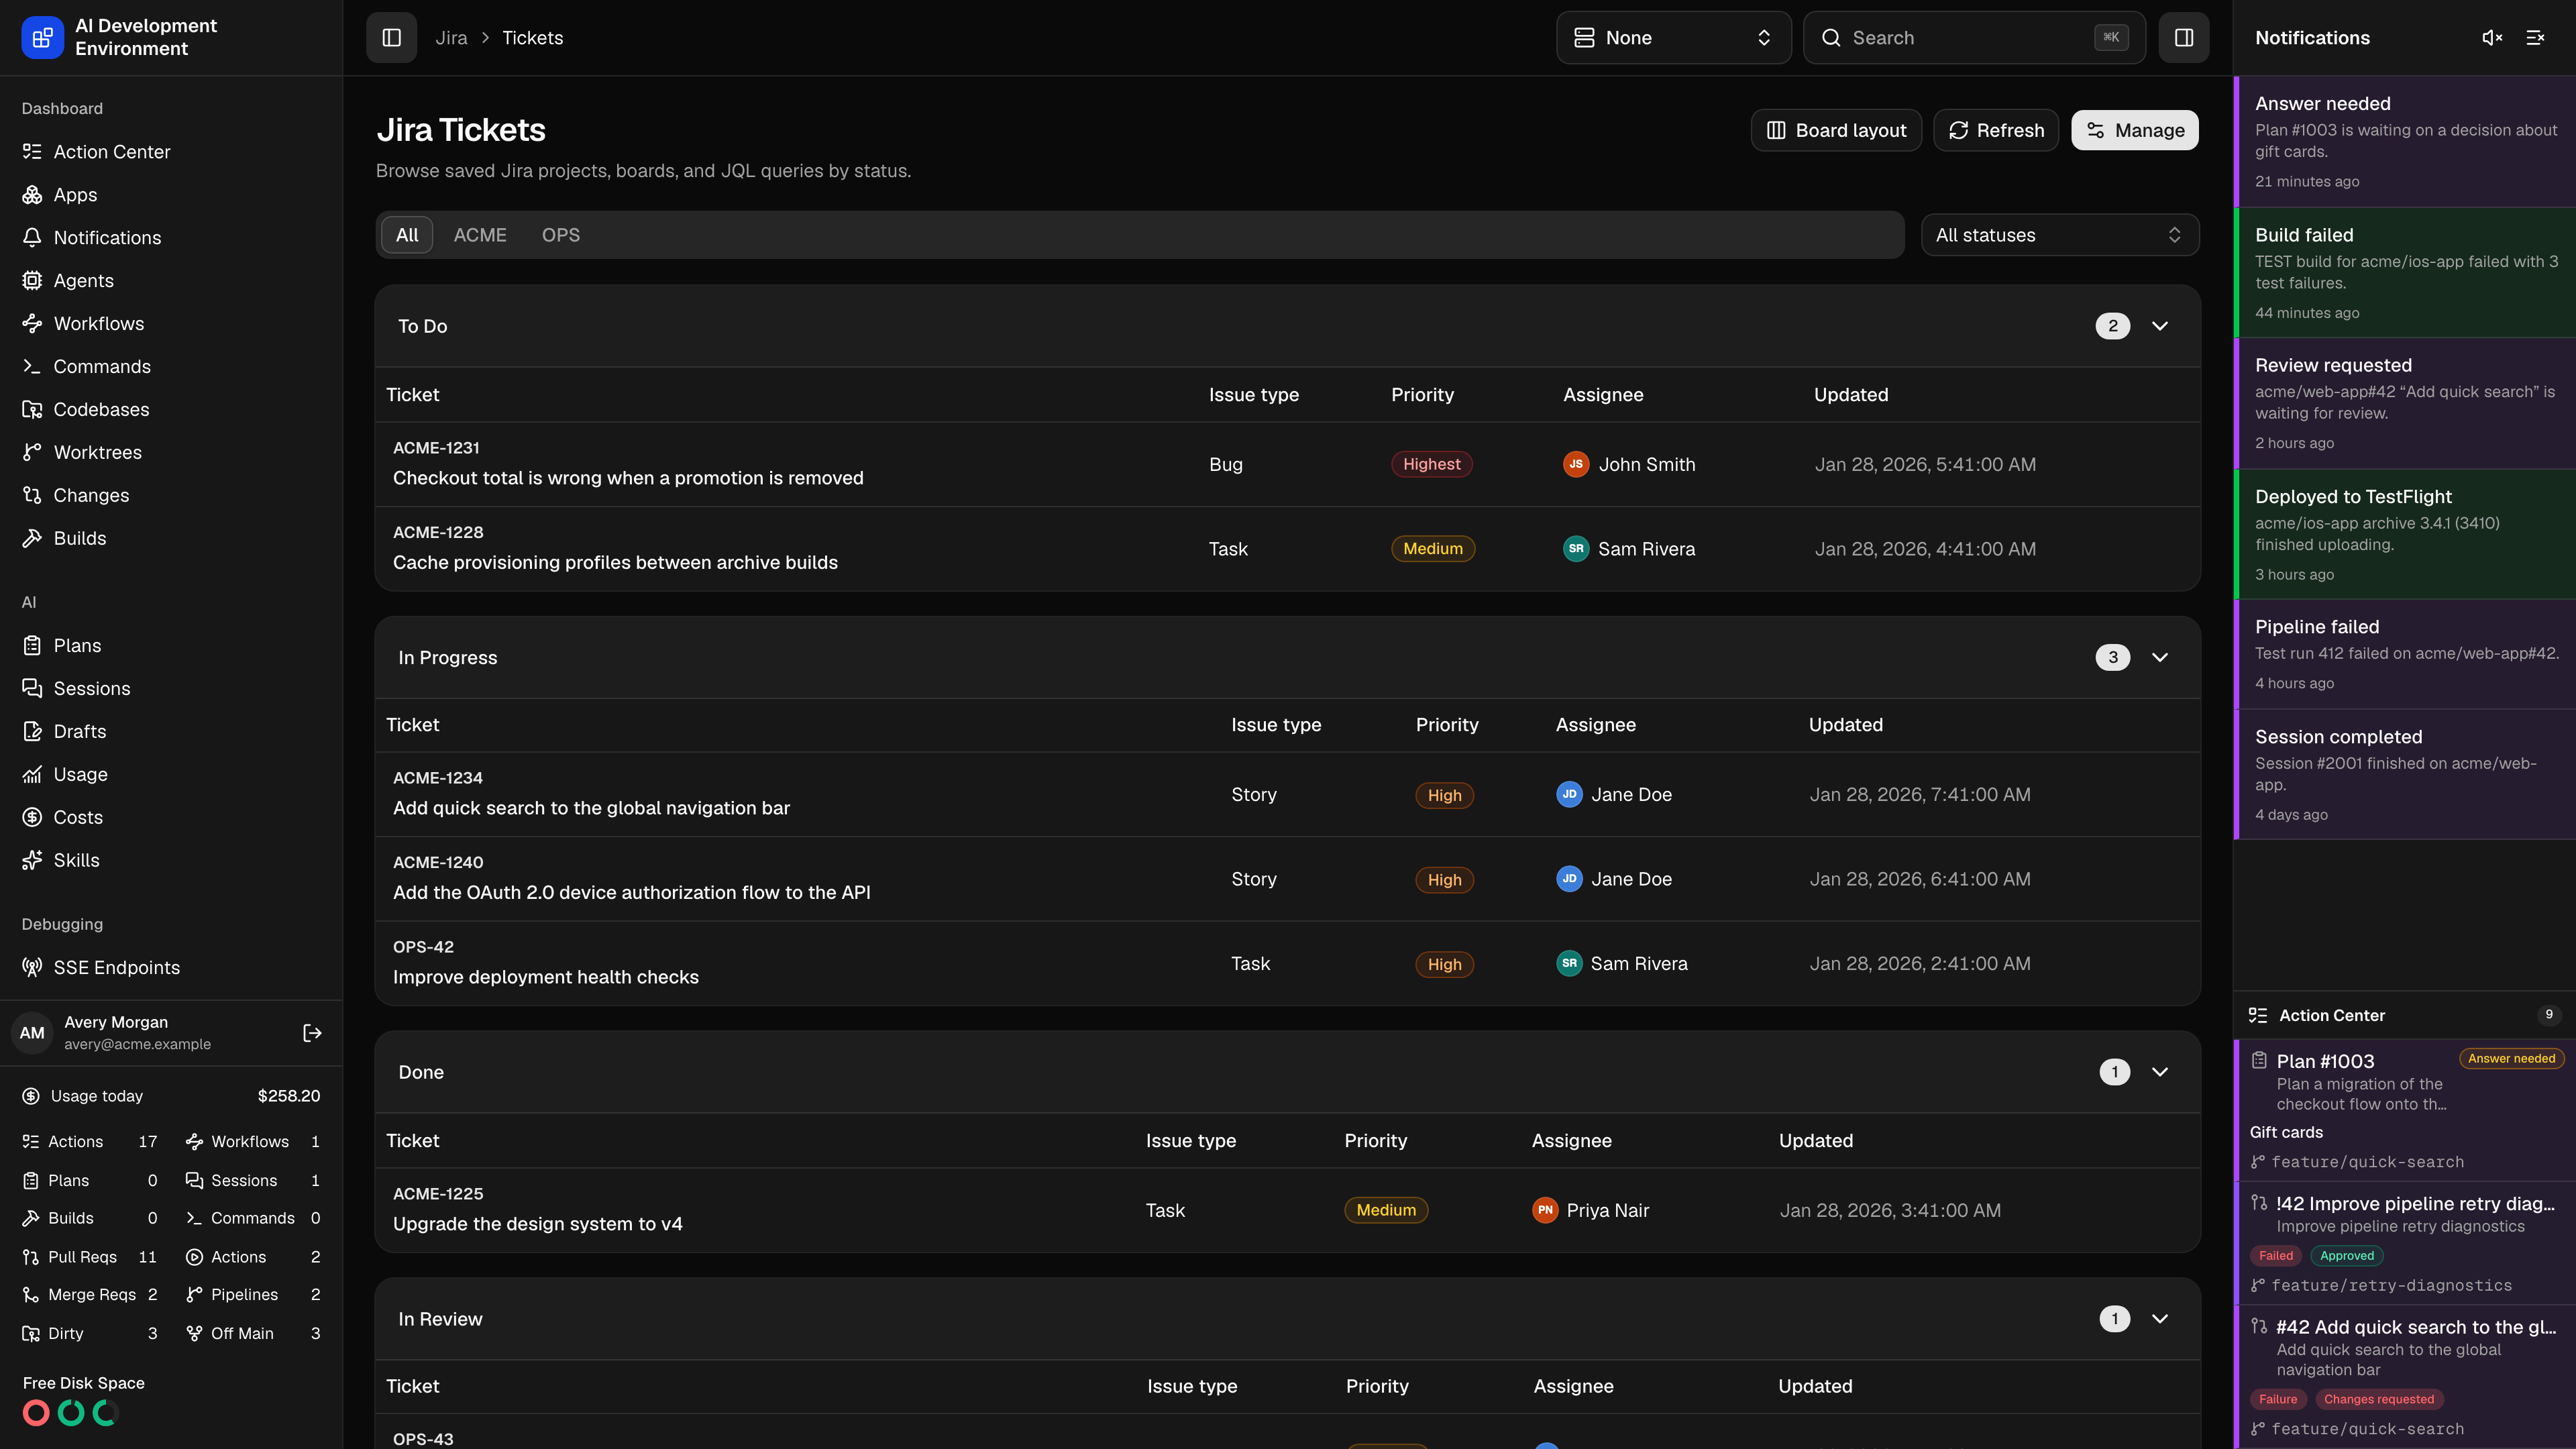 AI Development
Environment
Dashboard
Action Center
Apps
Notifications
Agents
Workflows
Commands
Codebases
Worktrees
Changes
Builds
AI
Plans
Sessions
Drafts
Usage
Costs
Skills
Debugging
SSE Endpoints
AM
Avery Morgan
avery@acme.example
Usage today $258.20
Actions 17 Workflows 1
Plans 0 Sessions 1
Builds 0 Commands 0
Pull Reqs 11 Actions 2
Merge Reqs 2 Pipelines 2
Dirty 3 Off Main 3
Free Disk Space
Jira > Tickets
None
Search ⌘K
Jira Tickets
Browse saved Jira projects, boards, and JQL queries by status.
Board layout Refresh Manage
All ACME OPS
All statuses
To Do 2
Ticket Issue type Priority Assignee Updated
ACME-1231
Checkout total is wrong when a promotion is removed
Bug Highest JS John Smith Jan 28, 2026, 5:41:00 AM
ACME-1228
Cache provisioning profiles between archive builds
Task Medium SR Sam Rivera Jan 28, 2026, 4:41:00 AM
In Progress 3
Ticket Issue type Priority Assignee Updated
ACME-1234
Add quick search to the global navigation bar
Story High JD Jane Doe Jan 28, 2026, 7:41:00 AM
ACME-1240
Add the OAuth 2.0 device authorization flow to the API
Story High JD Jane Doe Jan 28, 2026, 6:41:00 AM
OPS-42
Improve deployment health checks
Task High SR Sam Rivera Jan 28, 2026, 2:41:00 AM
Done 1
Ticket Issue type Priority Assignee Updated
ACME-1225
Upgrade the design system to v4
Task Medium PN Priya Nair Jan 28, 2026, 3:41:00 AM
In Review 1
Ticket Issue type Priority Assignee Updated
OPS-43
Notifications
Answer needed
Plan #1003 is waiting on a decision about
gift cards.
21 minutes ago
Build failed
TEST build for acme/ios-app failed with 3
test failures.
44 minutes ago
Review requested
acme/web-app#42 “Add quick search” is
waiting for review.
2 hours ago
Deployed to TestFlight
acme/ios-app archive 3.4.1 (3410)
finished uploading.
3 hours ago
Pipeline failed
Test run 412 failed on acme/web-app#42.
4 hours ago
Session completed
Session #2001 finished on acme/web-
app.
4 days ago
Action Center 9
Plan #1003 Answer needed
Plan a migration of the
checkout flow onto th…
Gift cards
feature/quick-search
!42 Improve pipeline retry diag…
Improve pipeline retry diagnostics
Failed Approved
feature/retry-diagnostics
#42 Add quick search to the gl…
Add quick search to the global
navigation bar
Failure Changes requested
feature/quick-search